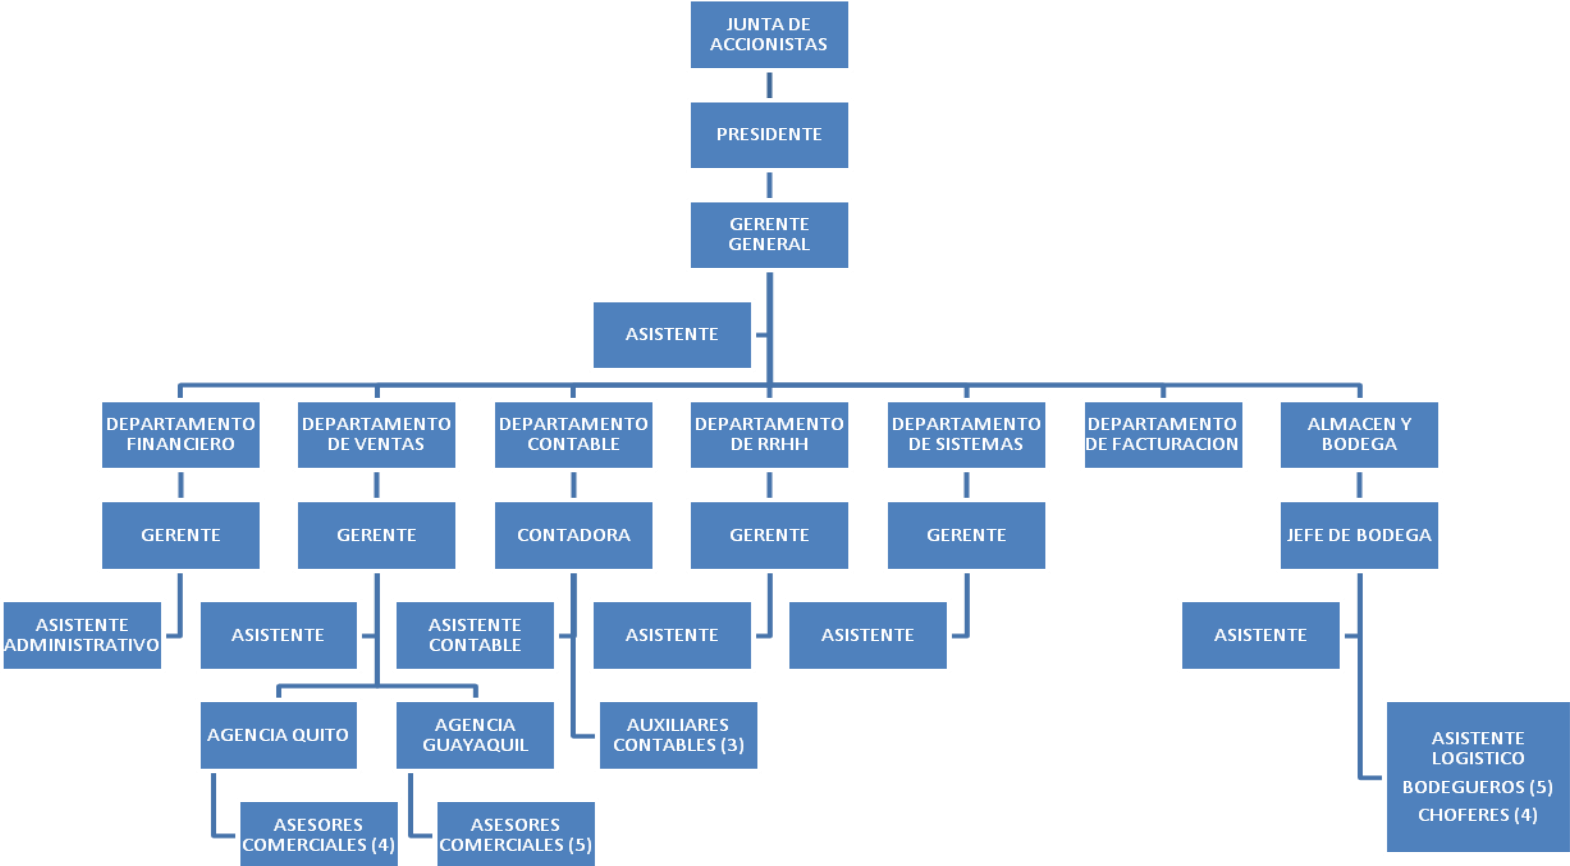 JUNTA DE
ACCIONISTAS
PRESIDENTE
GERENTE
GENERAL
ASISTENTE
DEPARTAMENTO
FINANCIERO
DEPARTAMENTO
DE VENTAS
DEPARTAMENTO
CONTABLE
DEPARTAMENTO
DE RRHH
DEPARTAMENTO
DE SISTEMAS
DEPARTAMENTO
DE FACTURACION
ALMACEN Y
BODEGA
GERENTE
GERENTE
CONTADORA
GERENTE
GERENTE
JEFE DE BODEGA
ASISTENTE
ADMINISTRATIVO
ASISTENTE
ASISTENTE
CONTABLE
ASISTENTE
ASISTENTE
ASISTENTE
AGENCIA QUITO
AGENCIA
GUAYAQUIL
AUXILIARES
CONTABLES (3)
ASISTENTE
LOGISTICO
BODEGUEROS (5)
CHOFERES (4)
ASESORES
COMERCIALES (4)
ASESORES
COMERCIALES (5)